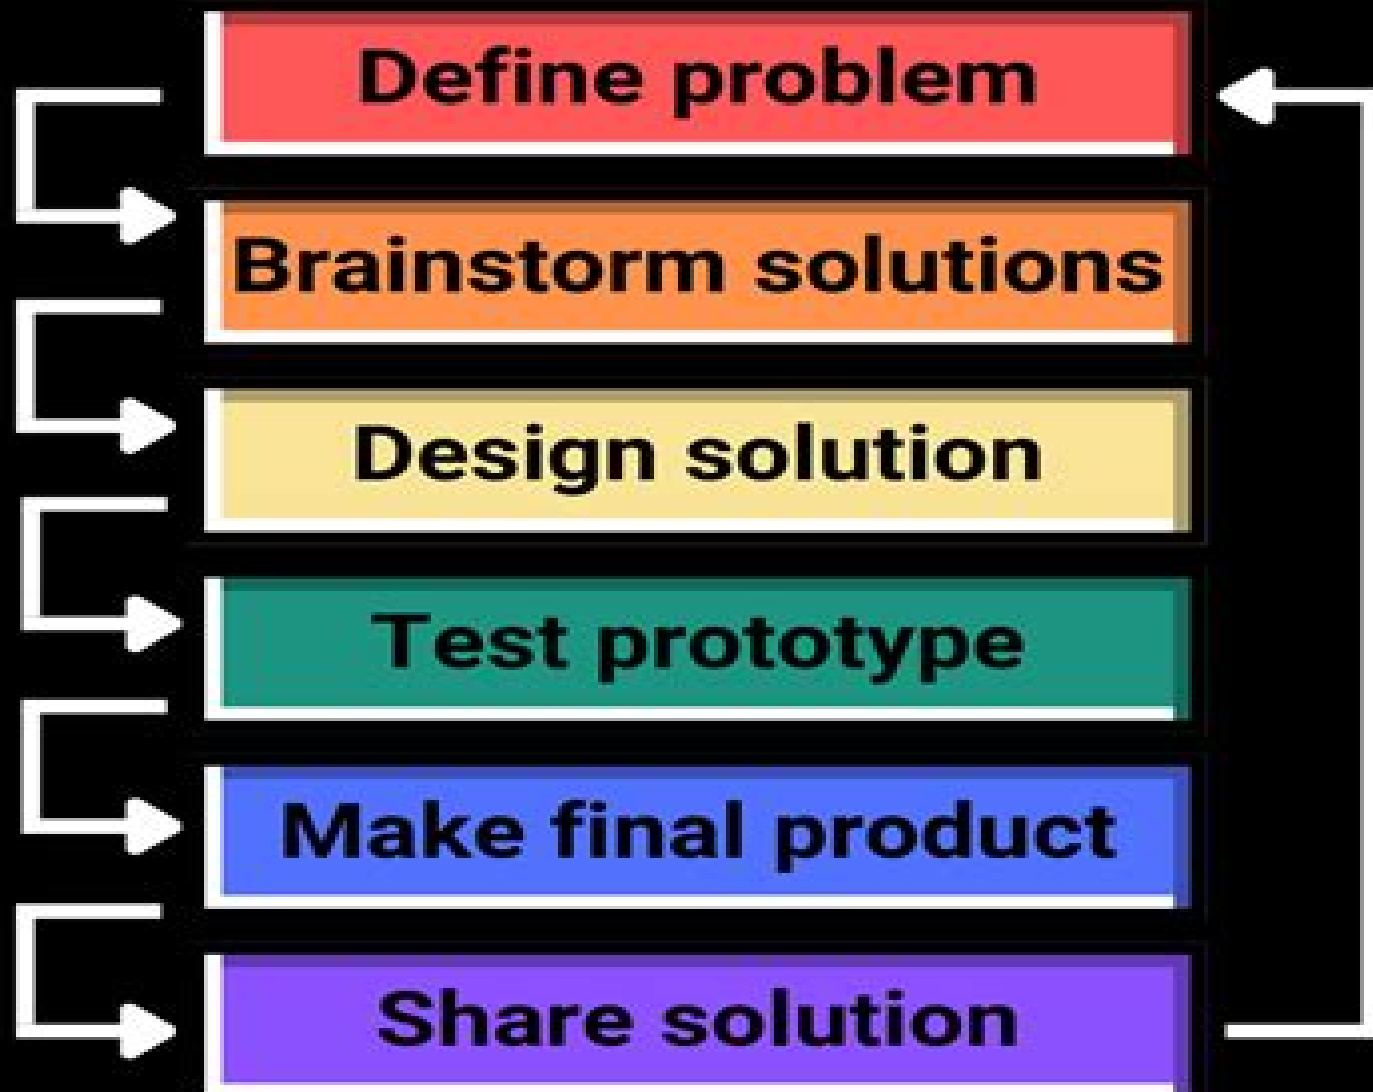 Define problem
Brainstorm solutions
Design solution
Test prototype
Make final product
Share solution